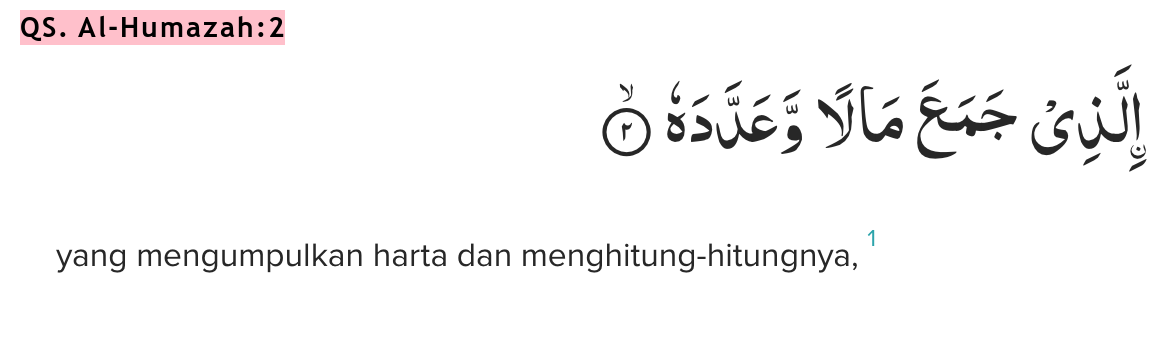 QS. Al-Humazah:2
ۨالَّذِيْ جَمَعَ مَالًا وَّعَدَّدَهٗ ۙ ٢
yang mengumpulkan harta dan menghitung-hitungnya, 1